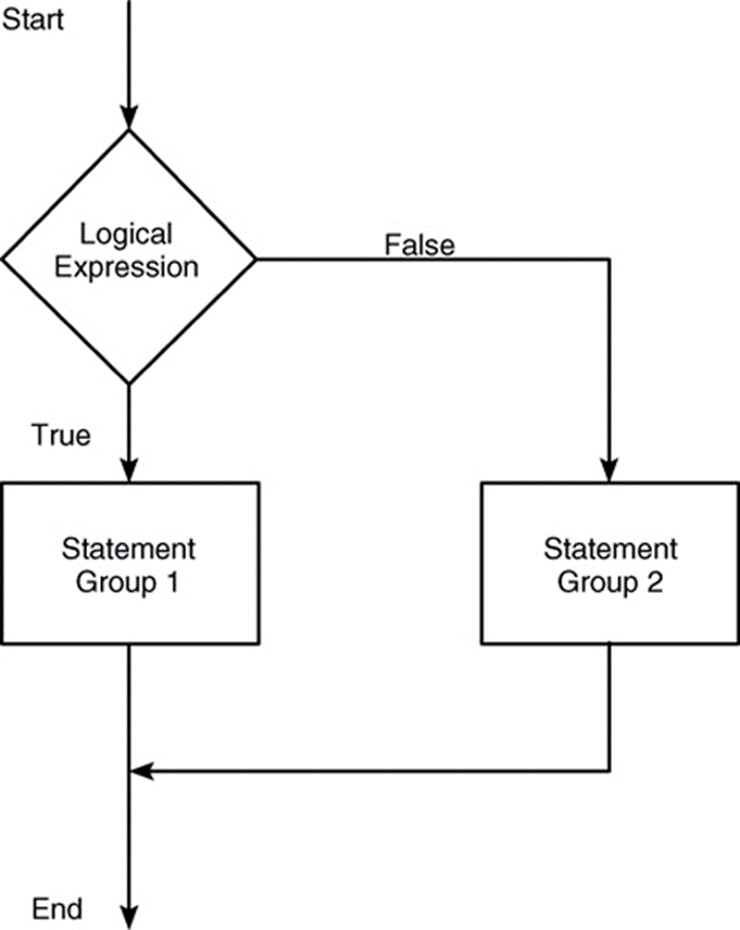 Start
Logical
Expression
False
True
Statement
Group 1
Statement
Group 2
End